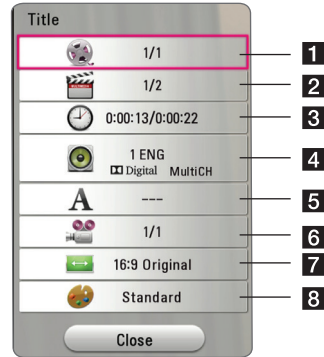 Title
1/1 1
1/2 2
0:00:13/0:00:22 3
1 ENG 4
Digital MultiCH
A --- 5
1/1 6
16:9 Original 7
Standard 8
Close